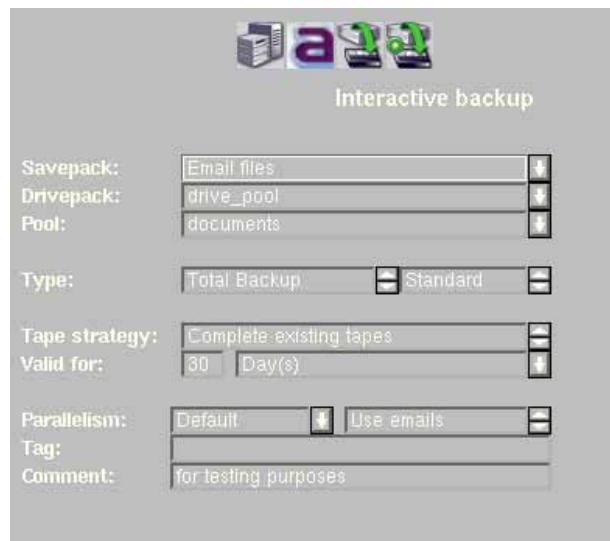 a
Interactive backup
Savepack: Email files
Drivepack: drive_pool
Pool: documents
Type: Total Backup Standard
Tape strategy: Complete existing tapes
Valid for: 30 Day(s)
Parallelism: Default Use emails
Tag:
Comment: for testing purposes